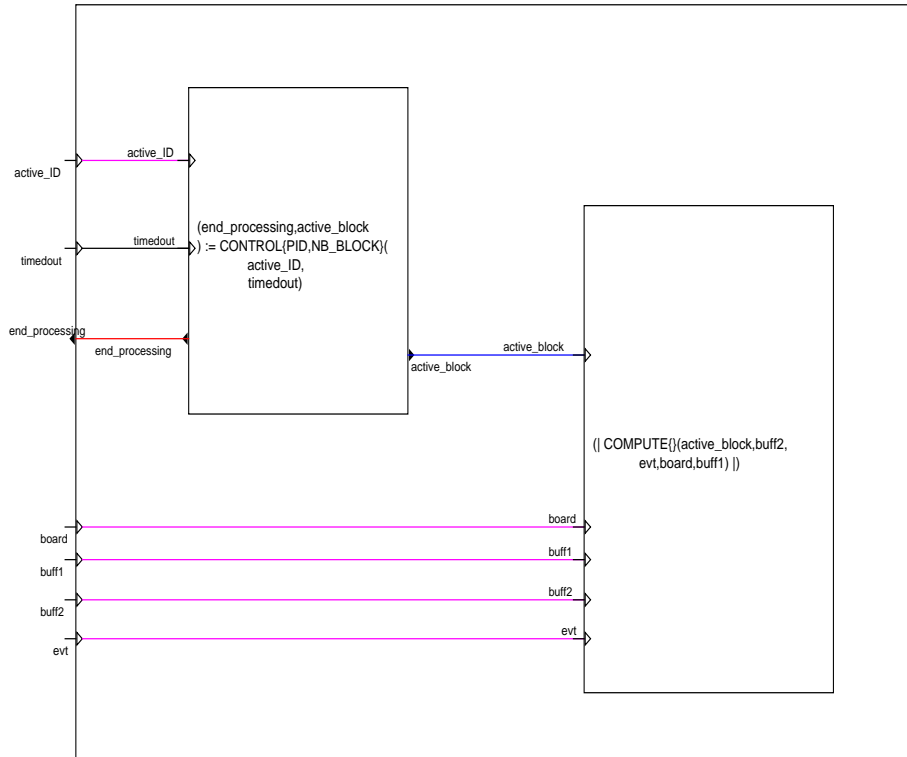 active_ID
active_ID
timedout
timedout
(end_processing,active_block
) := CONTROL{PID,NB_BLOCK}(
active_ID,
timedout)
end_processing
end_processing
active_block
active_block
(| COMPUTE{}(active_block,buff2,
evt,board,buff1) |)
board
board
buff1
buff1
buff2
buff2
evt
evt